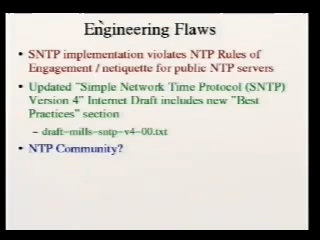 Engineering Flaws
• SNTP implementation violates NTP Rules of
Engagement / netiquette for public NTP servers
• Updated "Simple Network Time Protocol (SNTP)
Version 4" Internet Draft includes new "Best
Practices" section
– draft-mills-sntp-v4-00.txt
• NTP Community?